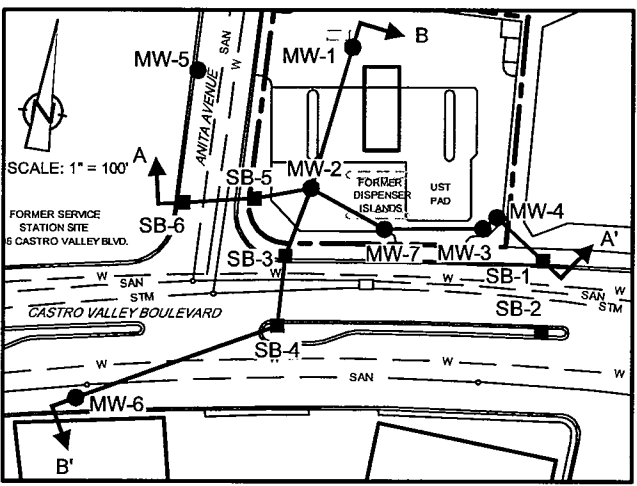 B
MW-1
MW-5
SAN
W
ANITA AVENUE
SCALE: 1" = 100'
A
SB-5
MW-2
FORMER
DISPENSER
ISLANDS
UST
PAD
MW-4
SB-6
FORMER SERVICE
STATION SITE
CASTRO VALLEY BLVD.
SB-3
MW-7
MW-3
A'
SB-1
W
W
W
SAN
SAN
STM
STM
SB-2
CASTRO VALLEY BOULEVARD
SB-4
W
W
W
SAN
MW-6
B'